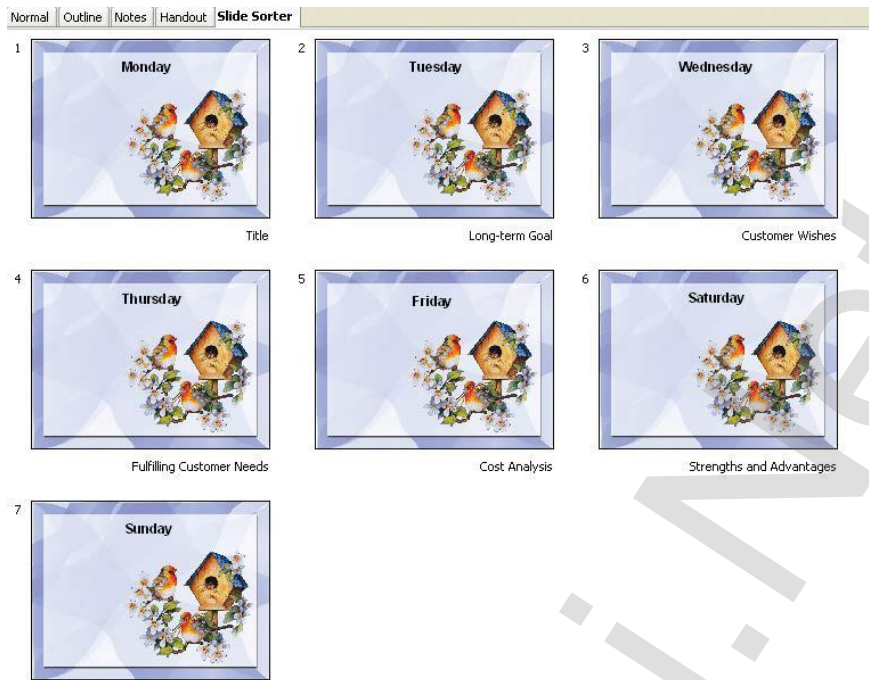 Normal Outline Notes Handout Slide Sorter
1 2 3
Monday Tuesday Wednesday
Title Long-term Goal Customer Wishes
4 5 6
Thursday Friday Saturday
Fulfilling Customer Needs Cost Analysis Strengths and Advantages
7
Sunday